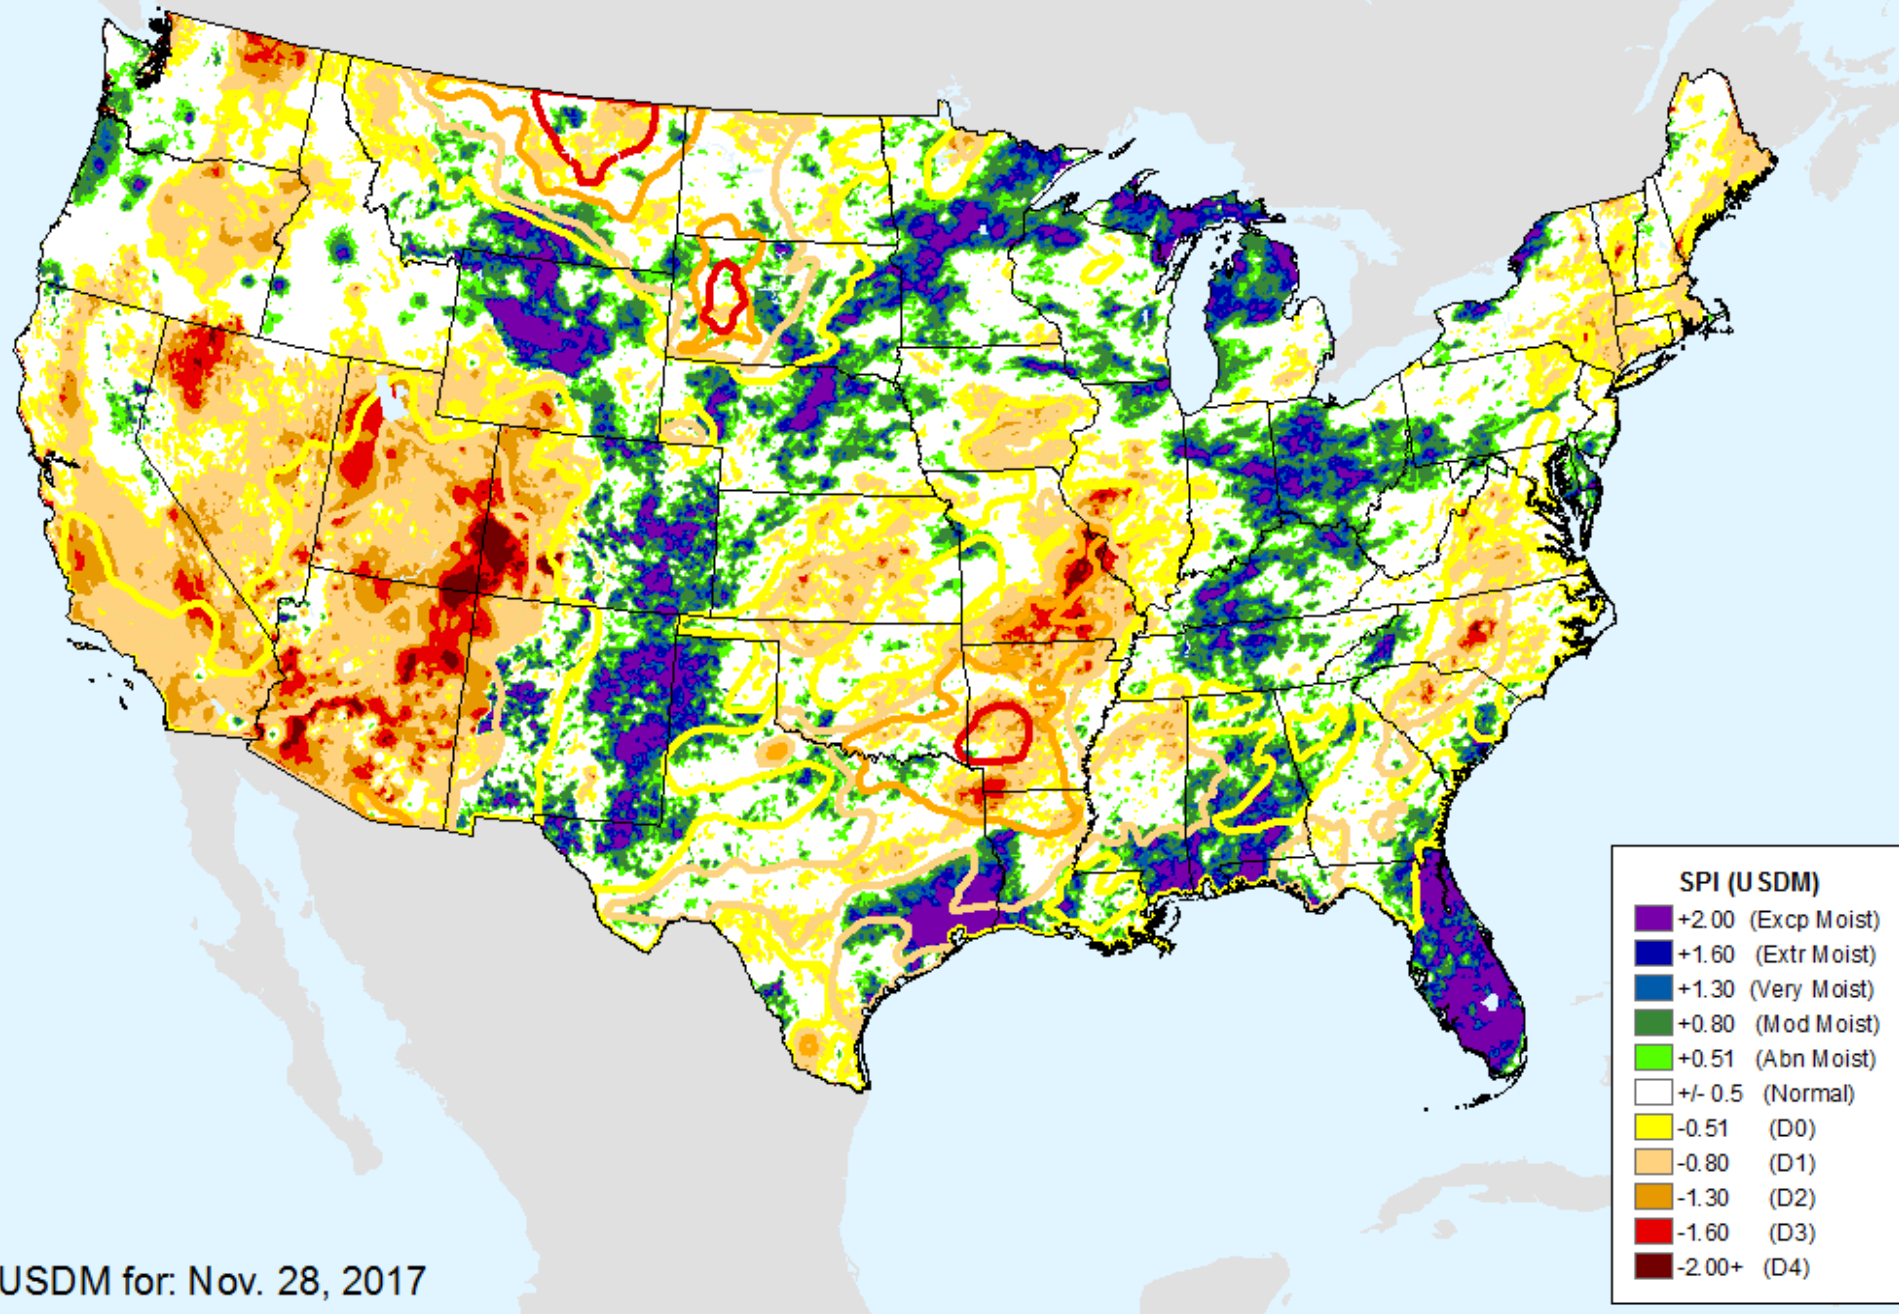 SPI (USDM)
+2.00 (Excp Moist)
+1.60 (Extr Moist)
+1.30 (Very Moist)
+0.80 (Mod Moist)
+0.51 (Abn Moist)
+/- 0.5 (Normal)
-0.51 (D0)
-0.80 (D1)
-1.30 (D2)
-1.60 (D3)
-2.00+ (D4)
USDM for: Nov. 28, 2017